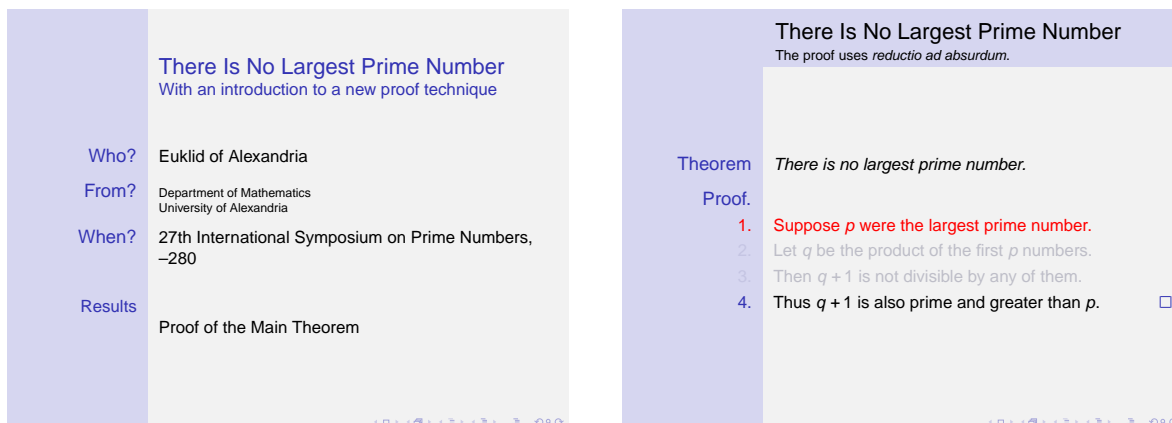 There Is No Largest Prime Number
With an introduction to a new proof technique
Who? Euklid of Alexandria
From? Department of Mathematics
University of Alexandria
When? 27th International Symposium on Prime Numbers,
–280
Results
Proof of the Main Theorem
There Is No Largest Prime Number
The proof uses reductio ad absurdum.
Theorem There is no largest prime number.
Proof.
1. Suppose p were the largest prime number.
2. Let q be the product of the first p numbers.
3. Then q + 1 is not divisible by any of them.
4. Thus q + 1 is also prime and greater than p. □